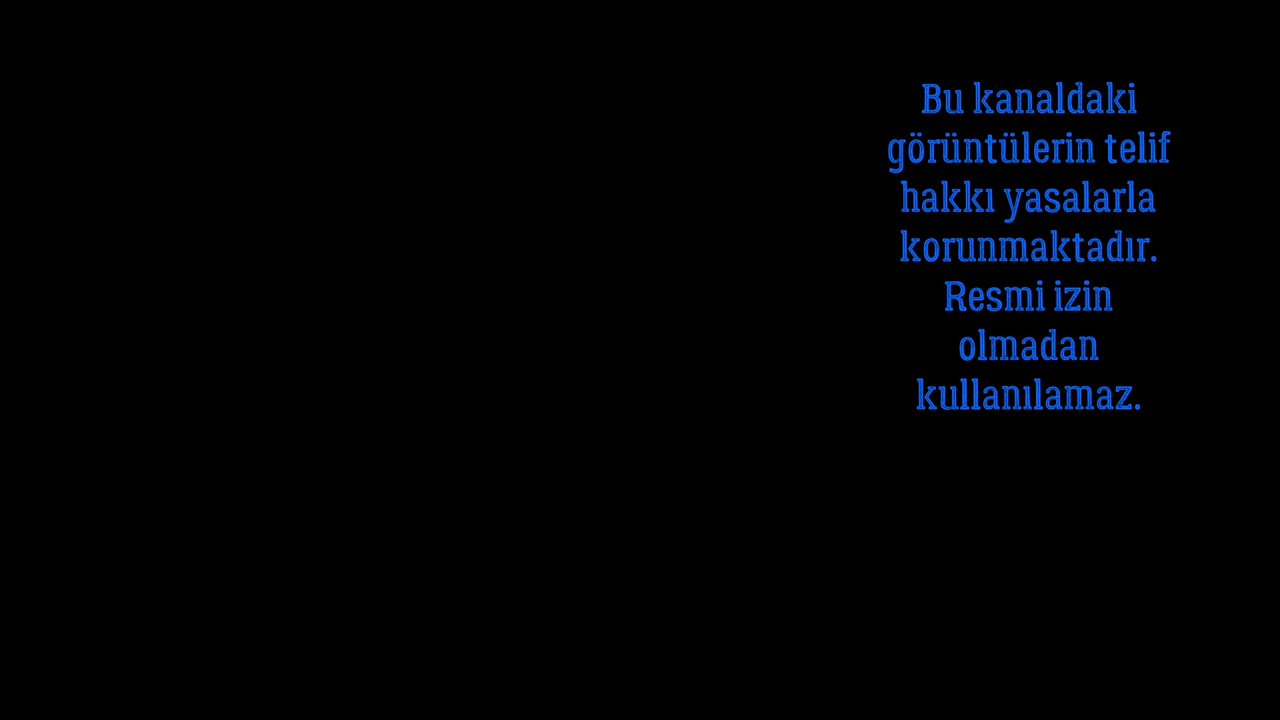 Bu kanaldaki
görüntülerin telif
hakkı yasalarla
korunmaktadır.
Resmi izin
olmadan
kullanılamaz.